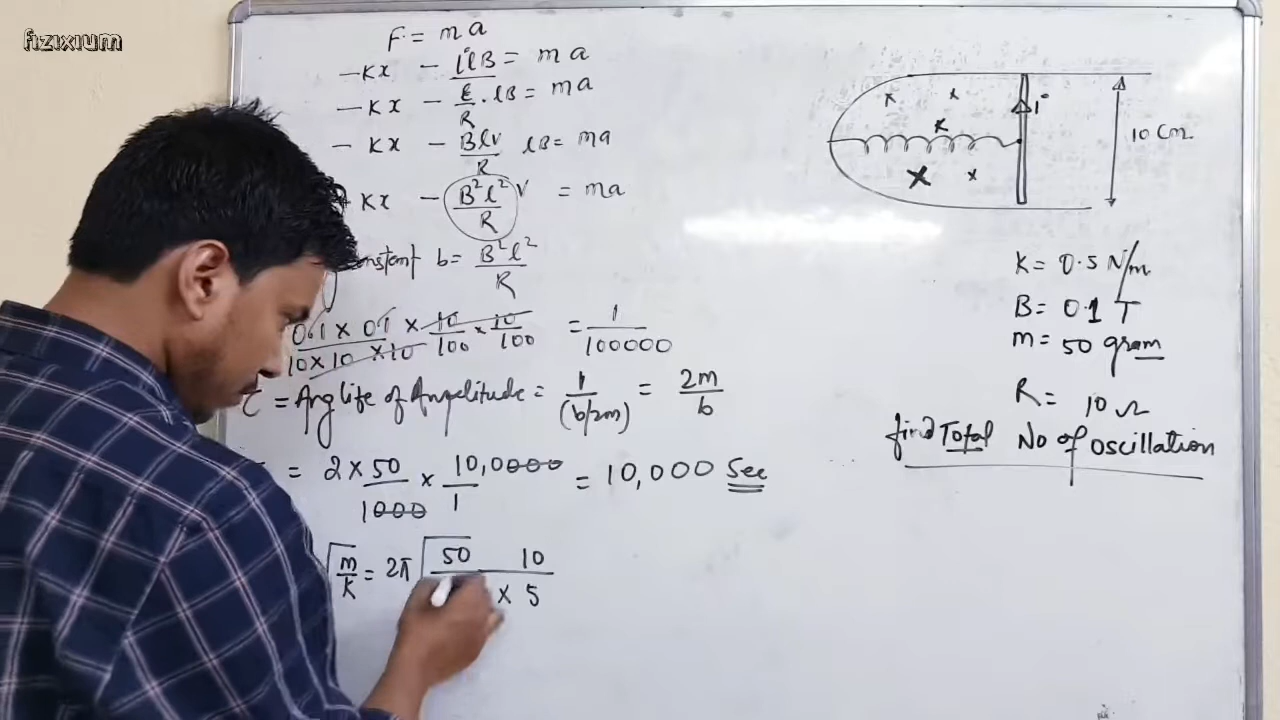 fizixium
F = ma
-Kx - ilB = ma
-Kx - ε/R . lB = ma
- Kx - Blv/R lB = ma
Kx - B²l²/R V = ma
constant b = B²l²/R
0.1 x 0.1 x 10/100 x 10/100 / 10 x 10 x 10 = 1/100000
τ = Avg life of Amplitude = 1/(b/2m) = 2m/b
= 2 x 50/1000 x 10,0000/1 = 10,000 Sec
√m/K = 2π √50 10 / x 5
i
10 Cm
K = 0.5 N/m
B = 0.1 T
m = 50 gram
R = 10 Ω
find Total No of oscillation